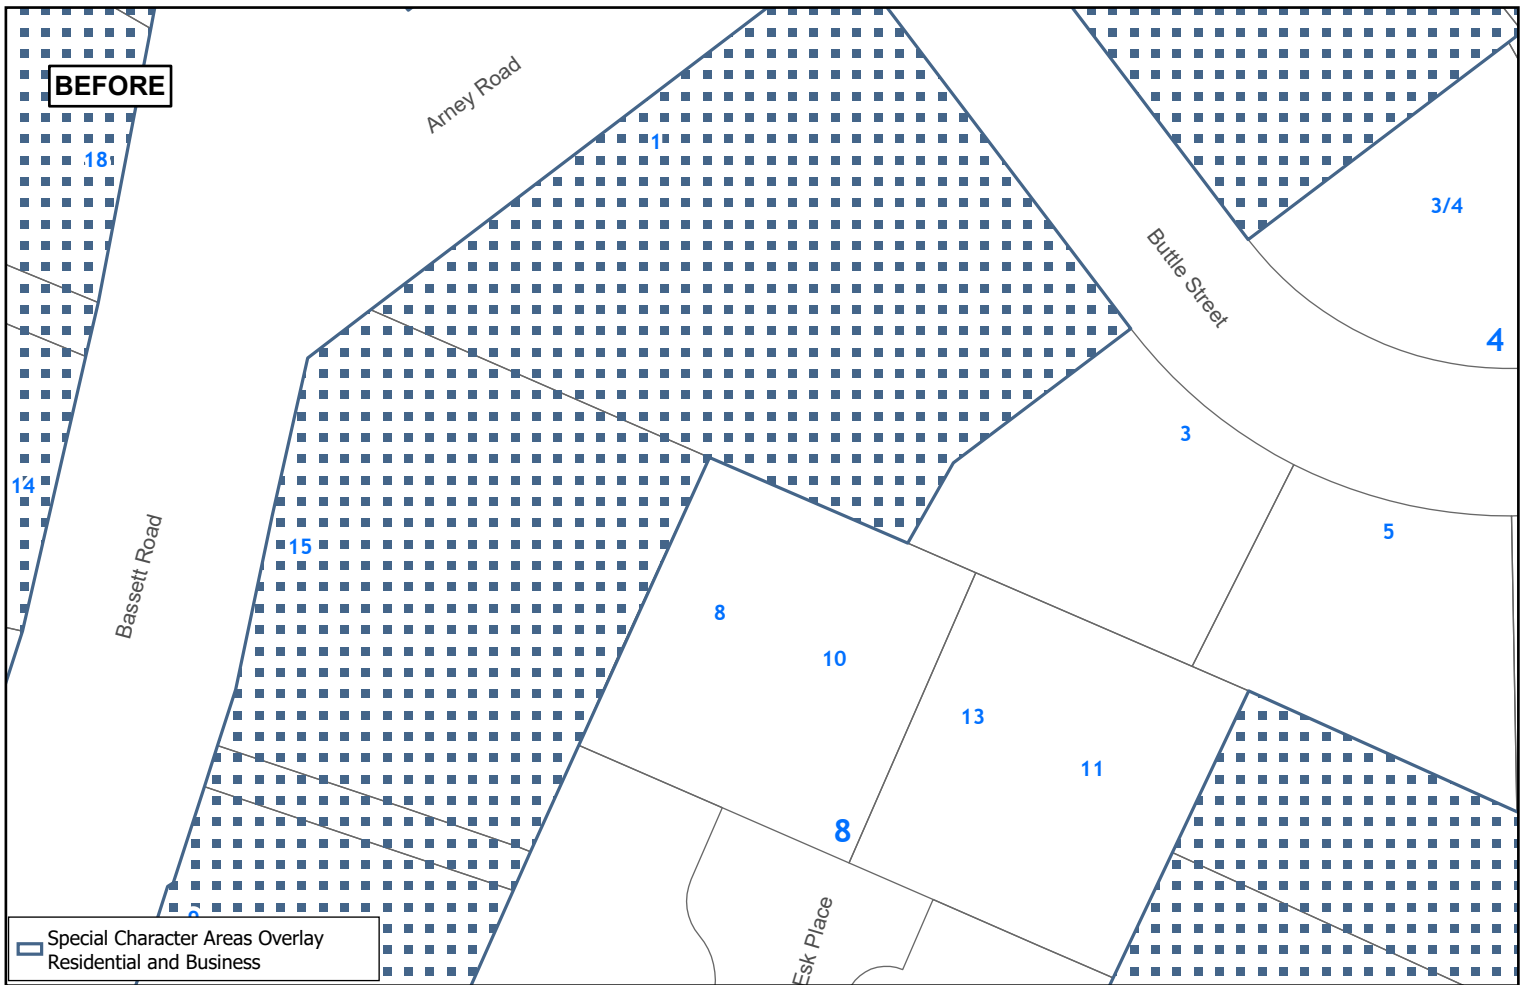 BEFORE
Arney Road
18
1
3/4
Buttle Street
4
3
14
5
15
Bassett Road
8
10
13
11
8
9
Esk Place
Special Character Areas Overlay
Residential and Business